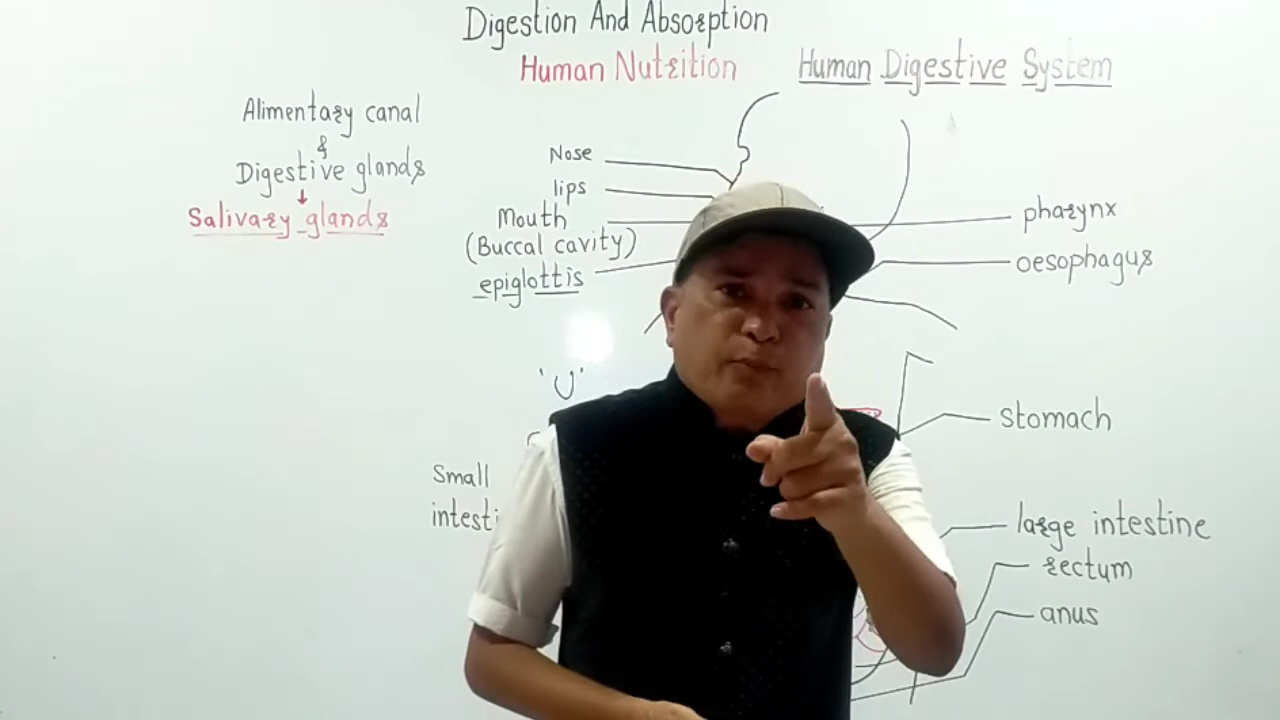 Digestion And Absorption
Human Nutrition
Human Digestive System
Alimentary canal
&
Digestive glands
Salivary glands
Nose
lips
Mouth
(Buccal cavity)
epiglottis
'U'
Small
pharynx
oesophagus
stomach
large intestine
rectum
anus